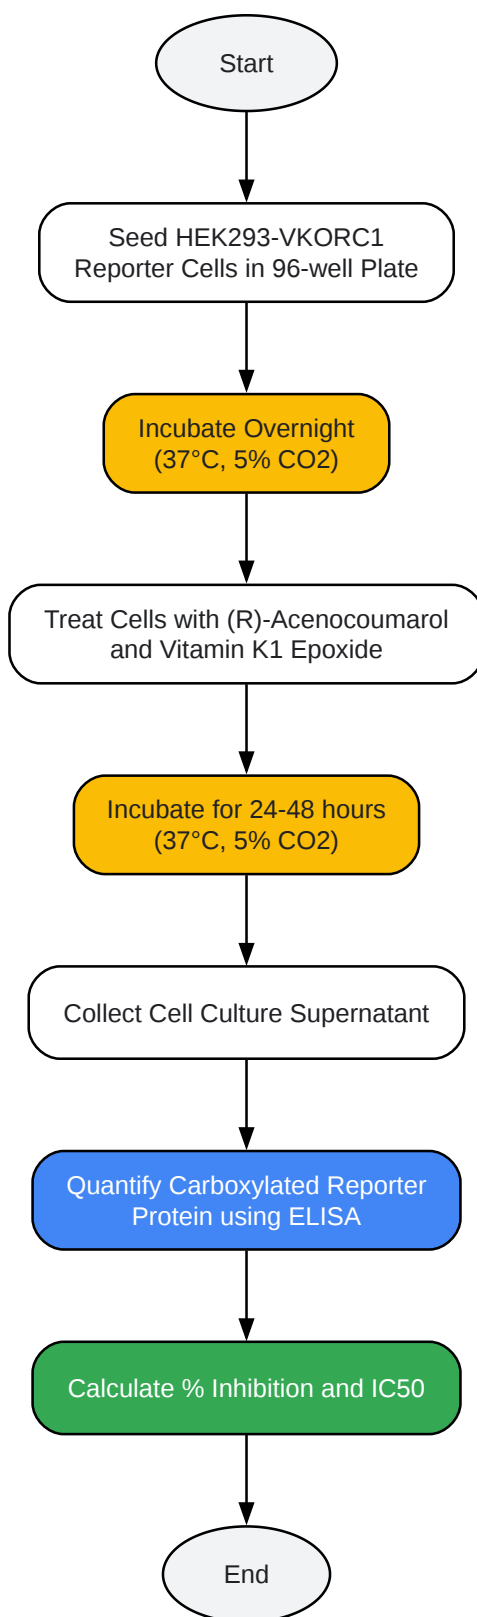 Start
Seed HEK293-VKORC1
Reporter Cells in 96-well Plate
Incubate Overnight
(37°C, 5% CO2)
Treat Cells with (R)-Acenocoumarol
and Vitamin K1 Epoxide
Incubate for 24-48 hours
(37°C, 5% CO2)
Collect Cell Culture Supernatant
Quantify Carboxylated Reporter
Protein using ELISA
Calculate % Inhibition and IC50
End